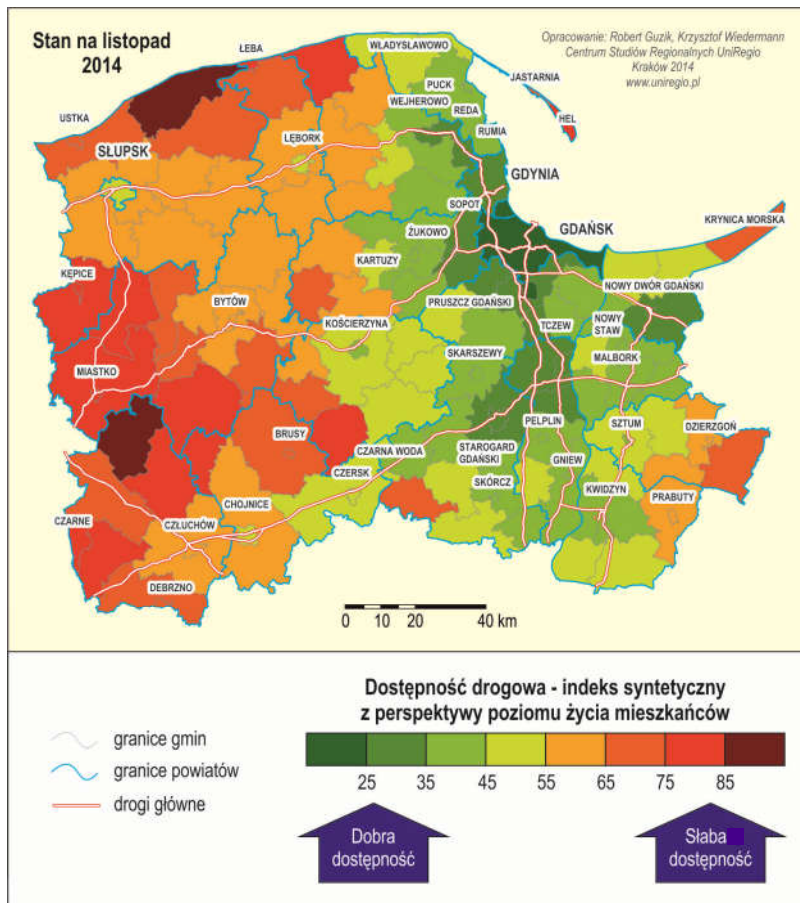 Stan na listopad
2014
Opracowanie: Robert Guzik, Krzysztof Wiedermann
Centrum Studiów Regionalnych UniRegio
Kraków 2014
www.uniregio.pl
ŁEBA
WŁADYSŁAWOWO
JASTARNIA
PUCK
USTKA
WEJHEROWO
REDA
HEL
RUMIA
SŁUPSK
LĘBORK
GDYNIA
SOPOT
GDAŃSK
KRYNICA MORSKA
ŻUKOWO
KARTUZY
KĘPICE
NOWY DWÓR GDAŃSKI
BYTÓW
PRUSZCZ GDAŃSKI
KOŚCIERZYNA
TCZEW
NOWY
STAW
SKARSZEWY
MALBORK
MIASTKO
PELPLIN
SZTUM
DZIERZGOŃ
BRUSY
CZARNA WODA
STAROGARD
GDAŃSKI
GNIEW
CZERSK
SKÓRCZ
KWIDZYN
PRABUTY
CHOJNICE
CZARNE
CZŁUCHÓW
DEBRZNO
0 10 20 40 km
Dostępność drogowa - indeks syntetyczny
z perspektywy poziomu życia mieszkańców
granice gmin
granice powiatów
drogi główne
25 35 45 55 65 75 85
Dobra
dostępność
Słaba
dostępność